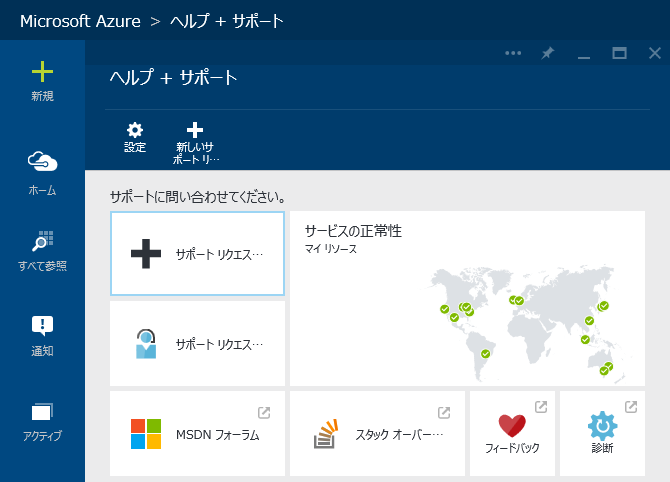 Microsoft Azure > ヘルプ + サポート
新規
ホーム
すべて参照
通知
アクティブ
ヘルプ + サポート
設定
新しいサ
ポート リ…
サポートに問い合わせてください。
サポート リクエス…
サービスの正常性
マイ リソース
サポート リクエス…
MSDN フォーラム
スタック オーバー…
フィードバック
診断